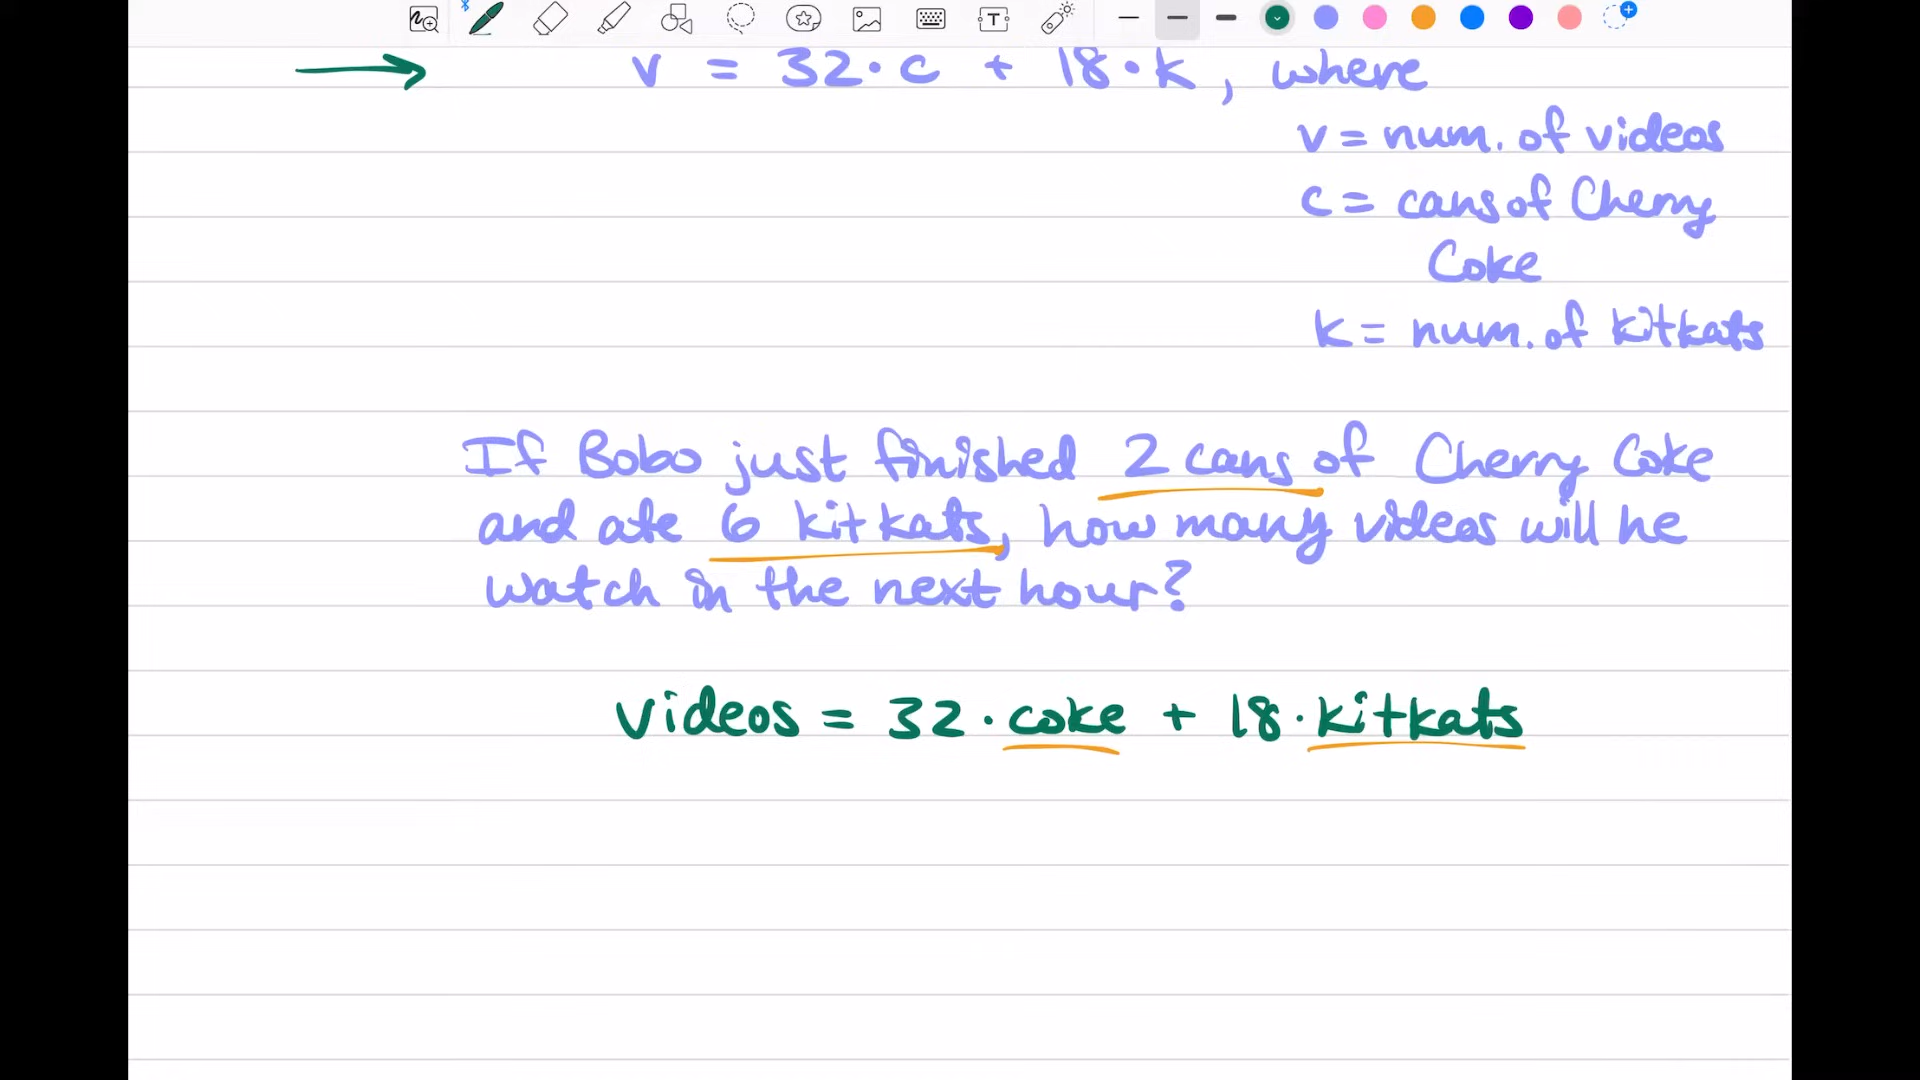 v = 32·c + 18·k, where
v = num. of videos
c = cans of Cherry
Coke
k = num. of kitkats
If Bobo just finished 2 cans of Cherry Coke
and ate 6 kitkats, how many videos will he
watch in the next hour?
videos = 32·coke + 18·kitkats